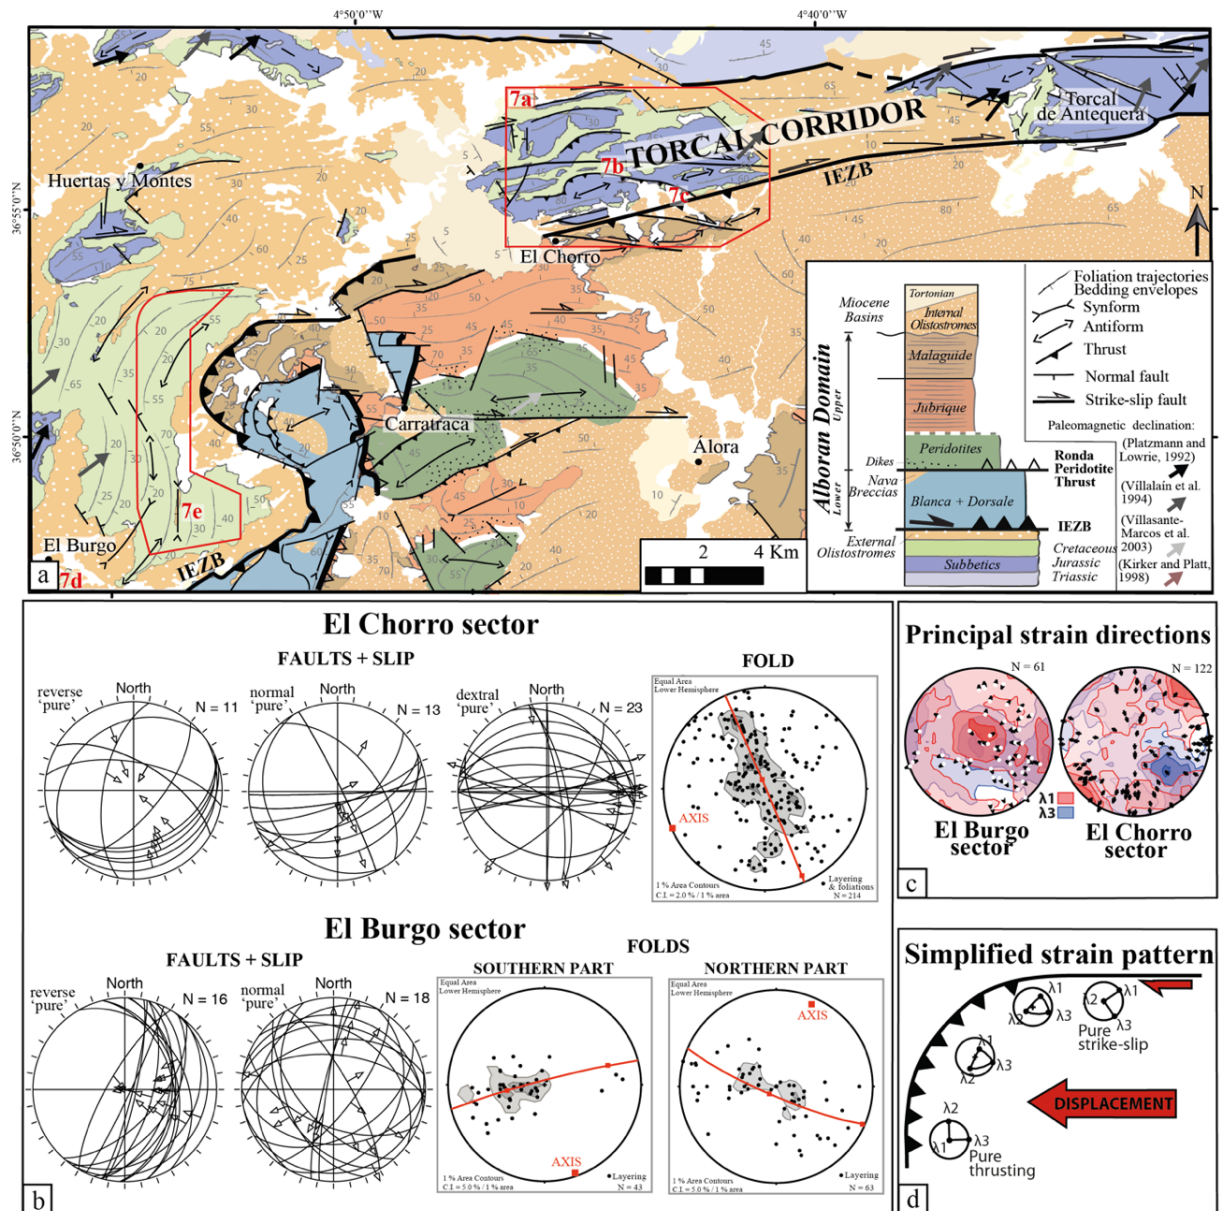 4°50'0''W
4°40'0''W
36°55'0''N
36°50'0''N
7a
7b
7c
TORCAL CORRIDOR
IEZB
Torcal
de Antequera
Huertas y Montes
El Chorro
N
Carratraca
Álora
El Burgo
7d
7e
IEZB
a
2 4 Km
Miocene
Basins
Tortonian
Internal
Olistostromes
Malaguide
Jubrique
Peridotites
Alboran Domain
Upper
Lower
Dikes
Nava
Breccias
Blanca + Dorsale
External
Olistostromes
Subbetics
Ronda
Peridotite
Thrust
IEZB
Cretaceous
Jurassic
Triassic
Foliation trajectories
Bedding envelopes
Synform
Antiform
Thrust
Normal fault
Strike-slip fault
Paleomagnetic declination:
(Platzmann and
Lowrie, 1992)
(Villalaín et al.
1994)
(Villasante-
Marcos et al.
2003)
(Kirker and Platt,
1998)
El Chorro sector
FAULTS + SLIP
FOLD
reverse
'pure'
North
N = 11
normal
'pure'
North
N = 13
dextral
'pure'
North
N = 23
Equal Area
Lower Hemisphere
AXIS
1 % Area Contours
C.I. = 2.0 % / 1% area
Layering
& foliations
N = 214
El Burgo sector
FAULTS + SLIP
FOLDS
SOUTHERN PART
NORTHERN PART
reverse
'pure'
North
N = 16
normal
'pure'
North
N = 18
Equal Area
Lower Hemisphere
AXIS
1 % Area Contours
C.I. = 5.0 % / 1% area
Layering
N = 43
Equal Area
Lower Hemisphere
AXIS
1 % Area Contours
C.I. = 5.0 % / 1% area
Layering
N = 63
b
Principal strain directions
N = 61
N = 122
λ1
λ3
El Burgo
sector
El Chorro
sector
c
Simplified strain pattern
λ1
λ2
λ3
λ1
λ2
λ3
Pure
strike-slip
λ1
λ3
λ2
DISPLACEMENT
λ2
λ1
λ3
Pure
thrusting
d